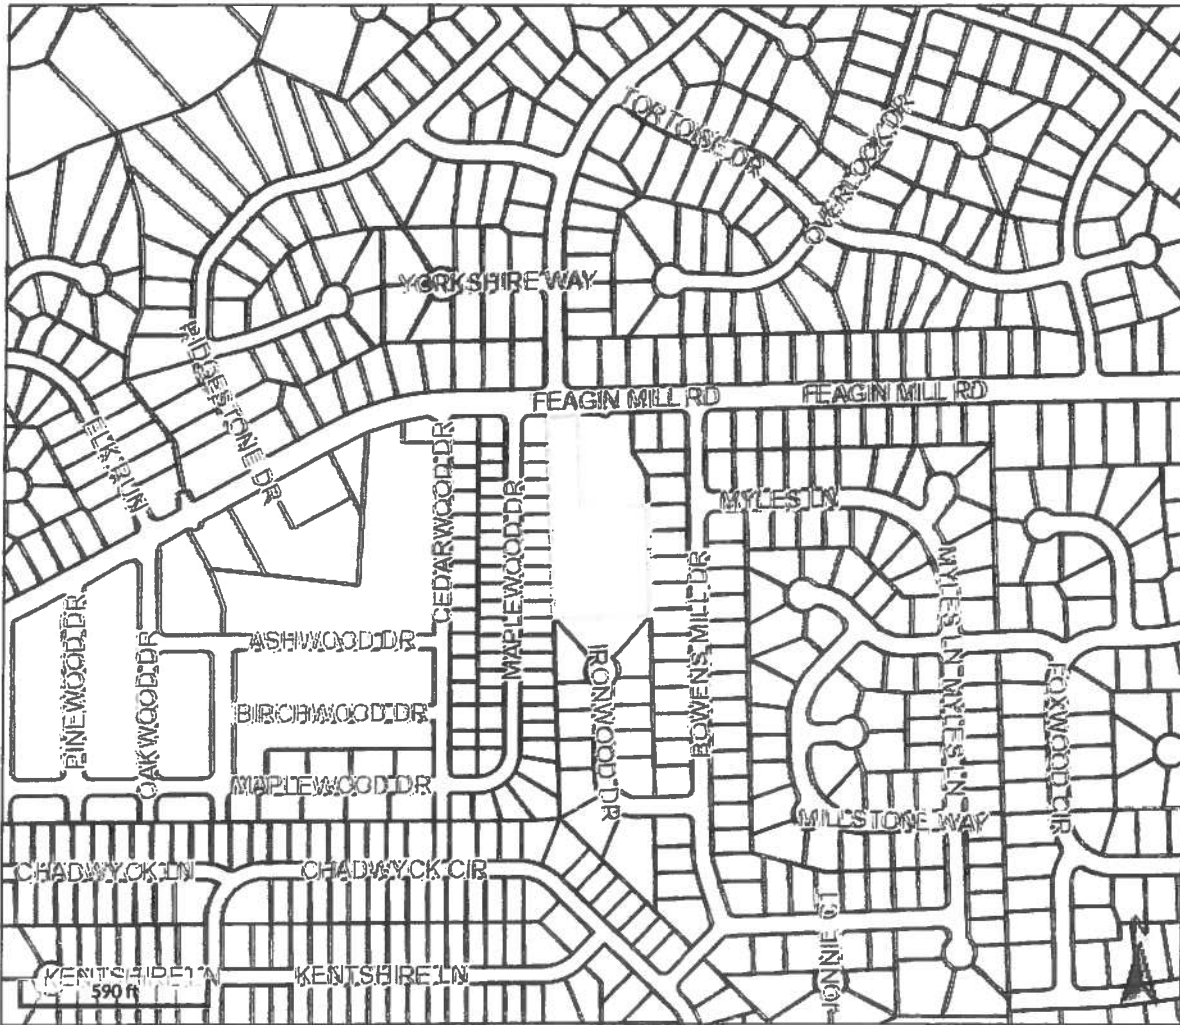 TORTOISE DR
OVERLOOK DR
YORKSHIRE WAY
RIDGESTONE DR
FEAGIN MILL RD
FEAGIN MILL RD
ELK RUN
CEDARWOOD DR
MAPLEWOOD DR
MYLES LN
MYLES LN
MYLES LN
BOWENS MILL DR
PINEWOOD DR
OAKWOOD DR
ASHWOOD DR
IRONWOOD DR
FOXWOOD CIR
BIRCHWOOD DR
MAPLEWOOD DR
MILLSTONE WAY
CHADWYCK LN
CHADWYCK CIR
KENTSHIRE LN
KENTSHIRE LN
590 ft
N